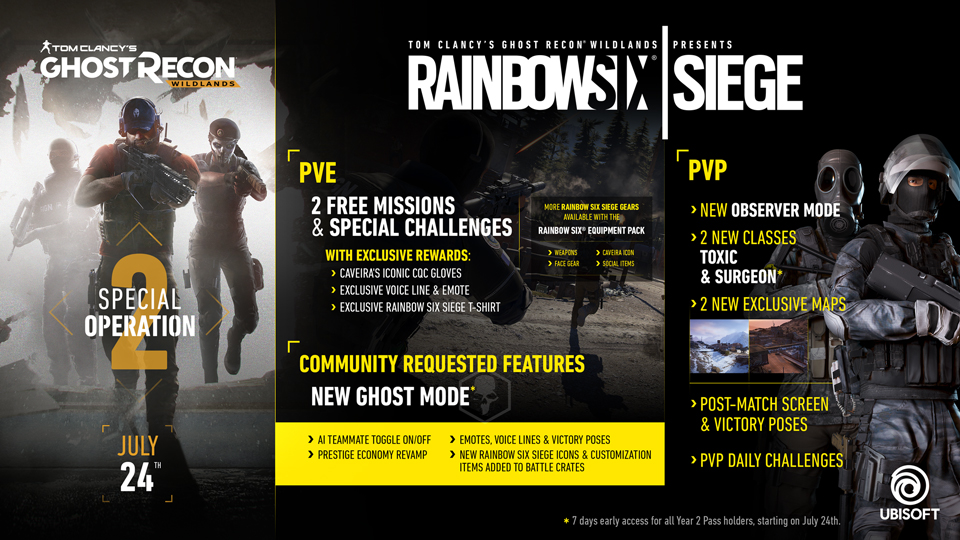 TOM CLANCY'S
GHOST RECON
WILDLANDS
2
SPECIAL
OPERATION
JULY
24TH
TOM CLANCY'S GHOST RECON® WILDLANDS PRESENTS
RAINBOWSIX® SIEGE
PVE
2 FREE MISSIONS
& SPECIAL CHALLENGES
WITH EXCLUSIVE REWARDS:
› CAVEIRA'S ICONIC CQC GLOVES
› EXCLUSIVE VOICE LINE & EMOTE
› EXCLUSIVE RAINBOW SIX SIEGE T-SHIRT
MORE RAINBOW SIX SIEGE GEARS
AVAILABLE WITH THE
RAINBOW SIX® EQUIPMENT PACK
› WEAPONS
› FACE GEAR
› CAVEIRA ICON
› SOCIAL ITEMS
COMMUNITY REQUESTED FEATURES
NEW GHOST MODE*
› AI TEAMMATE TOGGLE ON/OFF
› PRESTIGE ECONOMY REVAMP
› EMOTES, VOICE LINES & VICTORY POSES
› NEW RAINBOW SIX SIEGE ICONS & CUSTOMIZATION
ITEMS ADDED TO BATTLE CRATES
PVP
› NEW OBSERVER MODE
› 2 NEW CLASSES
TOXIC
& SURGEON*
› 2 NEW EXCLUSIVE MAPS
› POST-MATCH SCREEN
& VICTORY POSES
› PVP DAILY CHALLENGES
UBISOFT
* 7 days early access for all Year 2 Pass holders, starting on July 24th.